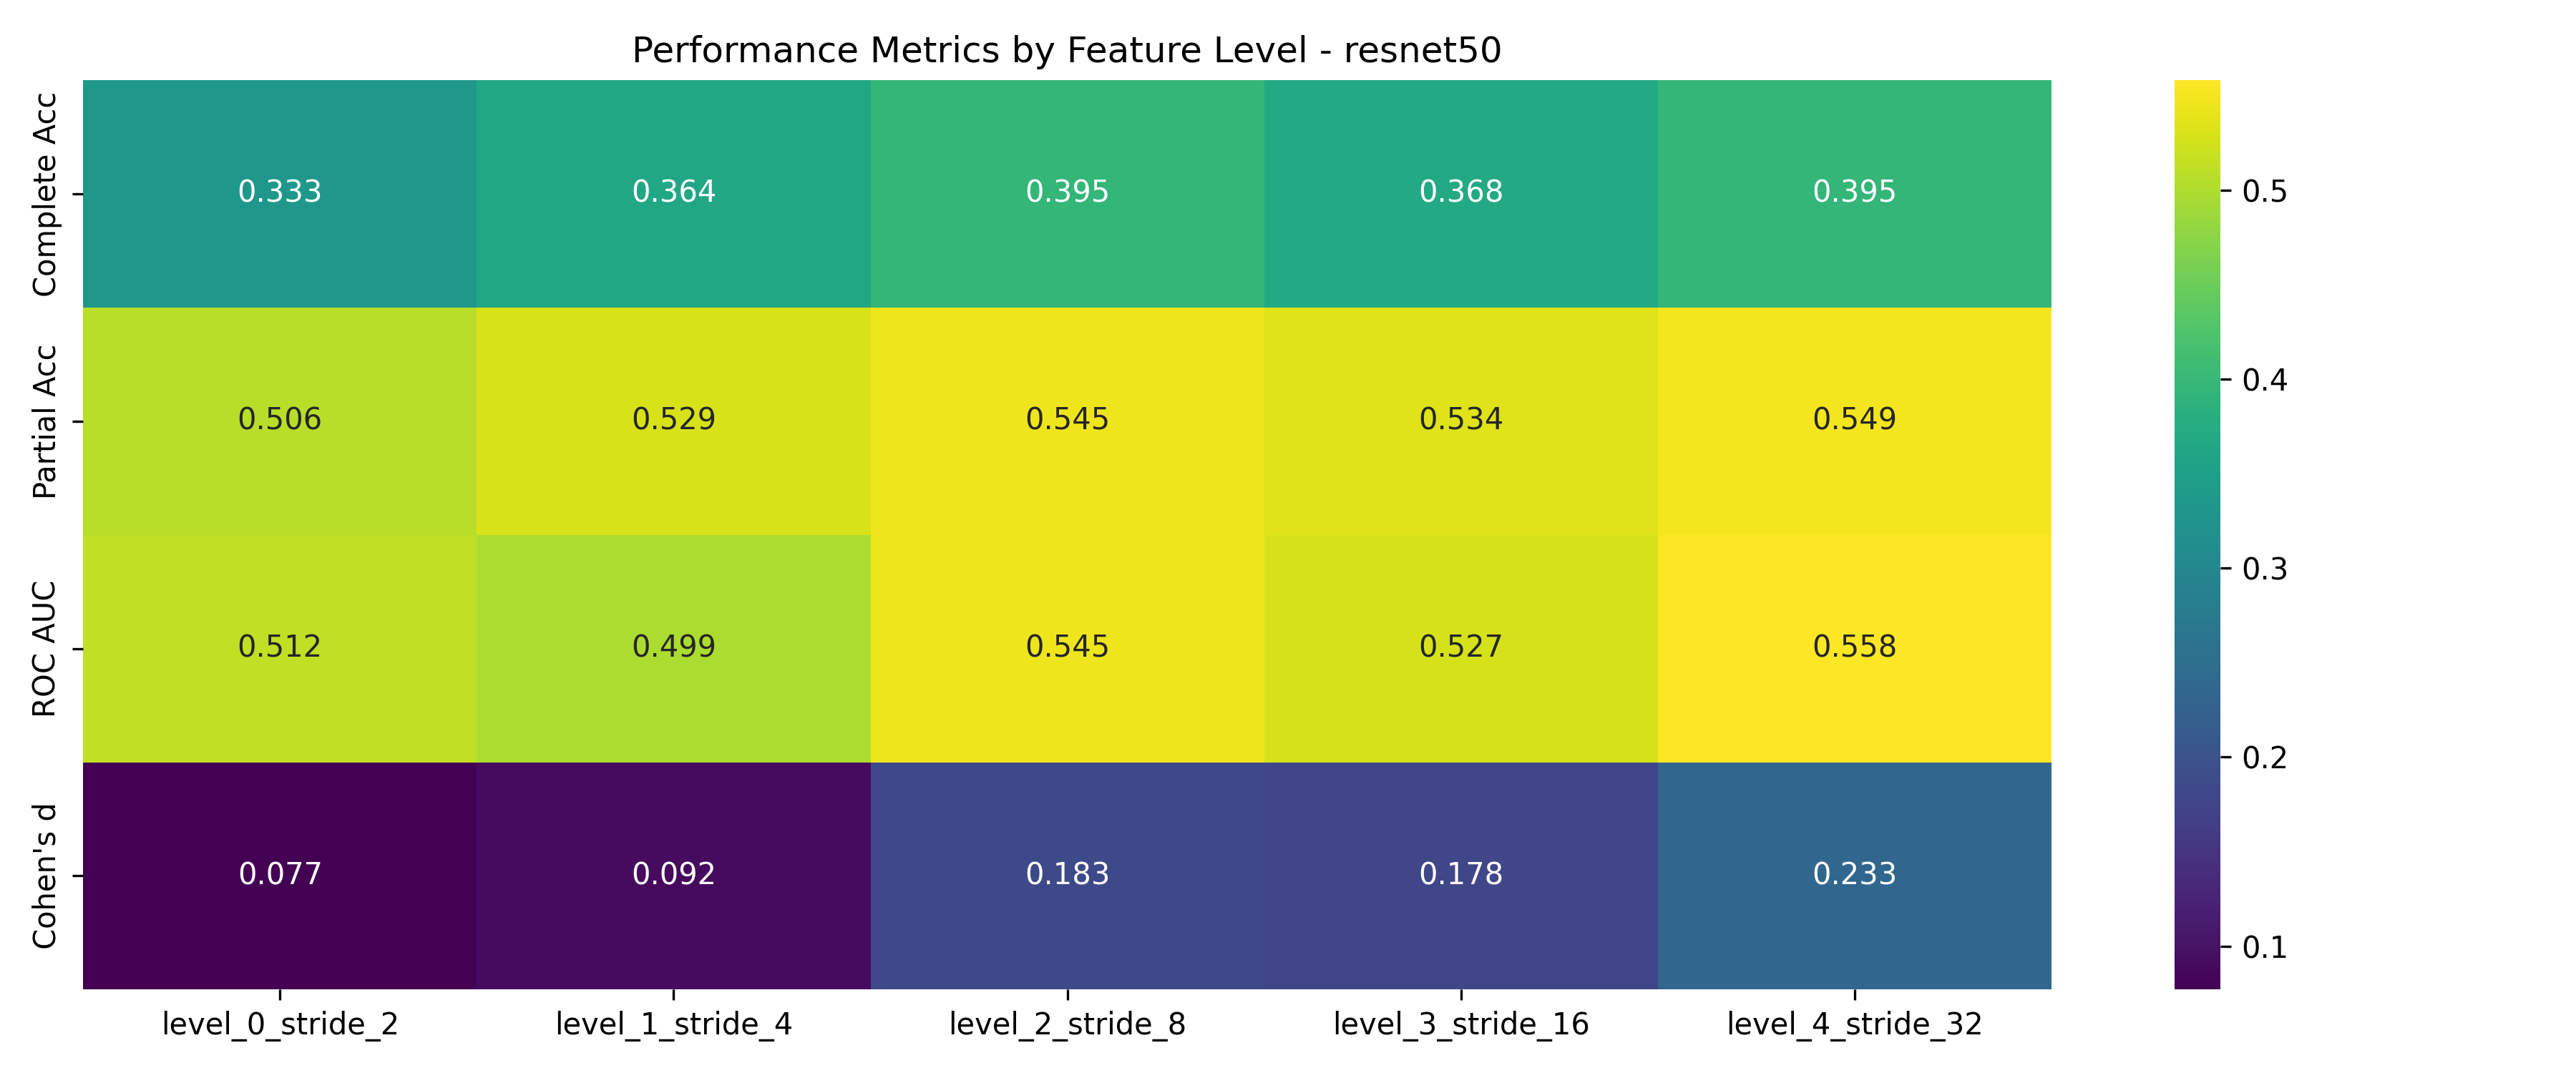 Performance Metrics by Feature Level - resnet50
Complete Acc
0.333 0.364 0.395 0.368 0.395
Partial Acc
0.506 0.529 0.545 0.534 0.549
ROC AUC
0.512 0.499 0.545 0.527 0.558
Cohen's d
0.077 0.092 0.183 0.178 0.233
level_0_stride_2 level_1_stride_4 level_2_stride_8 level_3_stride_16 level_4_stride_32
0.5
0.4
0.3
0.2
0.1